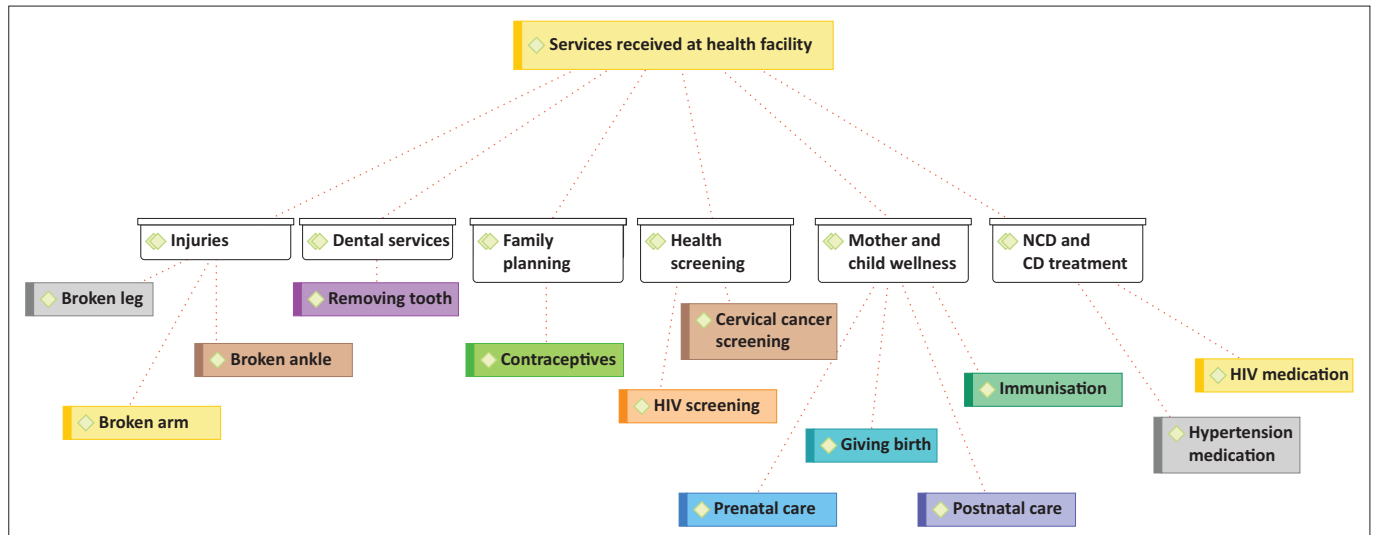 Services received at health facility
Injuries
Dental services
Family
planning
Health
screening
Mother and
child wellness
NCD and
CD treatment
Broken leg
Removing tooth
Cervical cancer
screening
Broken ankle
Contraceptives
HIV medication
Immunisation
HIV screening
Broken arm
Giving birth
Hypertension
medication
Prenatal care
Postnatal care